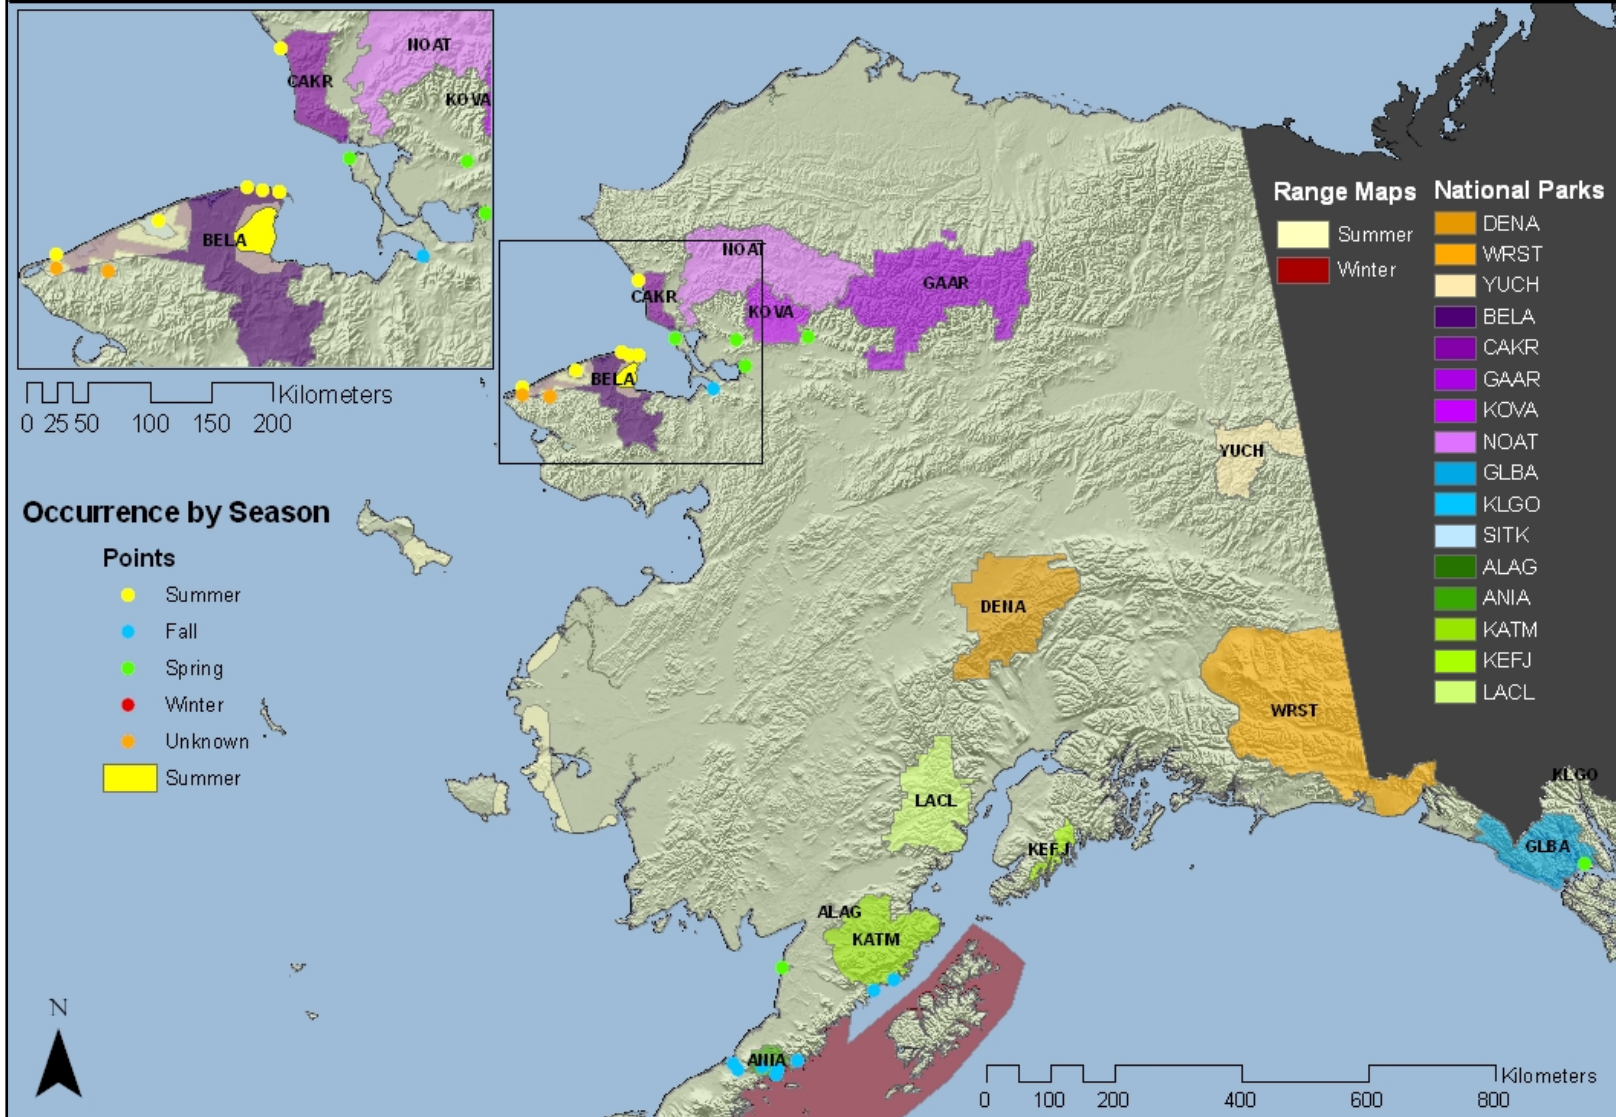 NOAT
CAKR
KOVA
BELA
Kilometers
0 25 50 100 150 200
NOAT
GAAR
CAKR
KOVA
BELA
YUCH
DENA
WRST
LACL
KEFJ
KLGO
GLBA
ALAG
KATM
ANIA
Occurrence by Season
Points
Summer
Fall
Spring
Winter
Unknown
Summer
Range Maps
Summer
Winter
National Parks
DENA
WRST
YUCH
BELA
CAKR
GAAR
KOVA
NOAT
GLBA
KLGO
SITK
ALAG
ANIA
KATM
KEFJ
LACL
N
Kilometers
0 100 200 400 600 800